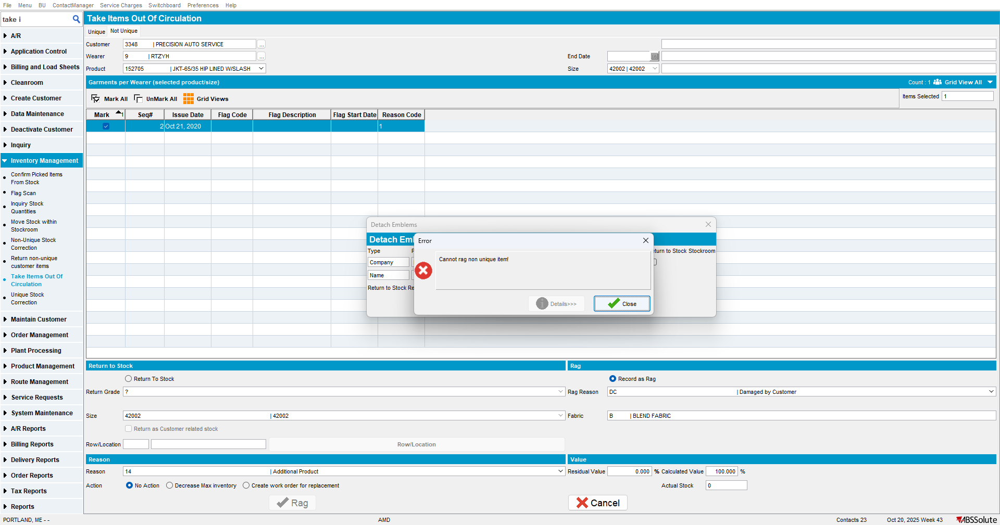 File Menu BU ContactManager Service Charges Switchboard Preferences Help
take i
Take Items Out Of Circulation
Unique Not Unique
Customer 3348 | PRECISION AUTO SERVICE ...
Wearer 9 | RTZYH ... End Date 16
Product 152705 | JKT-65/35 HIP LINED W/SLASH Size 42002 | 42002
Garments per Wearer (selected product/size) Count : 1 Grid View All
Mark All UnMark All Grid Views Items Selected 1
Mark 1 Seq# Issue Date Flag Code Flag Description Flag Start Date Reason Code
2 Oct 21, 2020 1
A/R
Application Control
Billing and Load Sheets
Cleanroom
Create Customer
Data Maintenance
Deactivate Customer
Inquiry
Inventory Management
Confirm Picked Items
From Stock
Flag Scan
Inquiry Stock
Quantities
Move Stock within
Stockroom
Non-Unique Stock
Correction
Return non-unique
customer items
Take Items Out Of
Circulation
Unique Stock
Correction
Maintain Customer
Order Management
Plant Processing
Product Management
Route Management
Service Requests
System Maintenance
A/R Reports
Billing Reports
Delivery Reports
Order Reports
Tax Reports
Reports
Detach Emblems
Detach Em
Type
Stock Stockroom
Company
Name
Return to Stock Re
Error
Cannot rag non unique item!
Details>>> Close
Return to Stock Rag
Return To Stock Record as Rag
Return Grade ? Rag Reason DC | Damaged by Customer
Size 42002 | 42002 Fabric B | BLEND FABRIC
Return as Customer related stock
Row/Location Row/Location
Reason Value
Reason 14 | Additional Product Residual Value 0.000 % Calculated Value 100.000 %
Action No Action Decrease Max inventory Create work order for replacement Actual Stock 0
Rag Cancel
PORTLAND, ME - - AMD Contacts 23 Oct 20, 2025 Week 43 ABSSolute